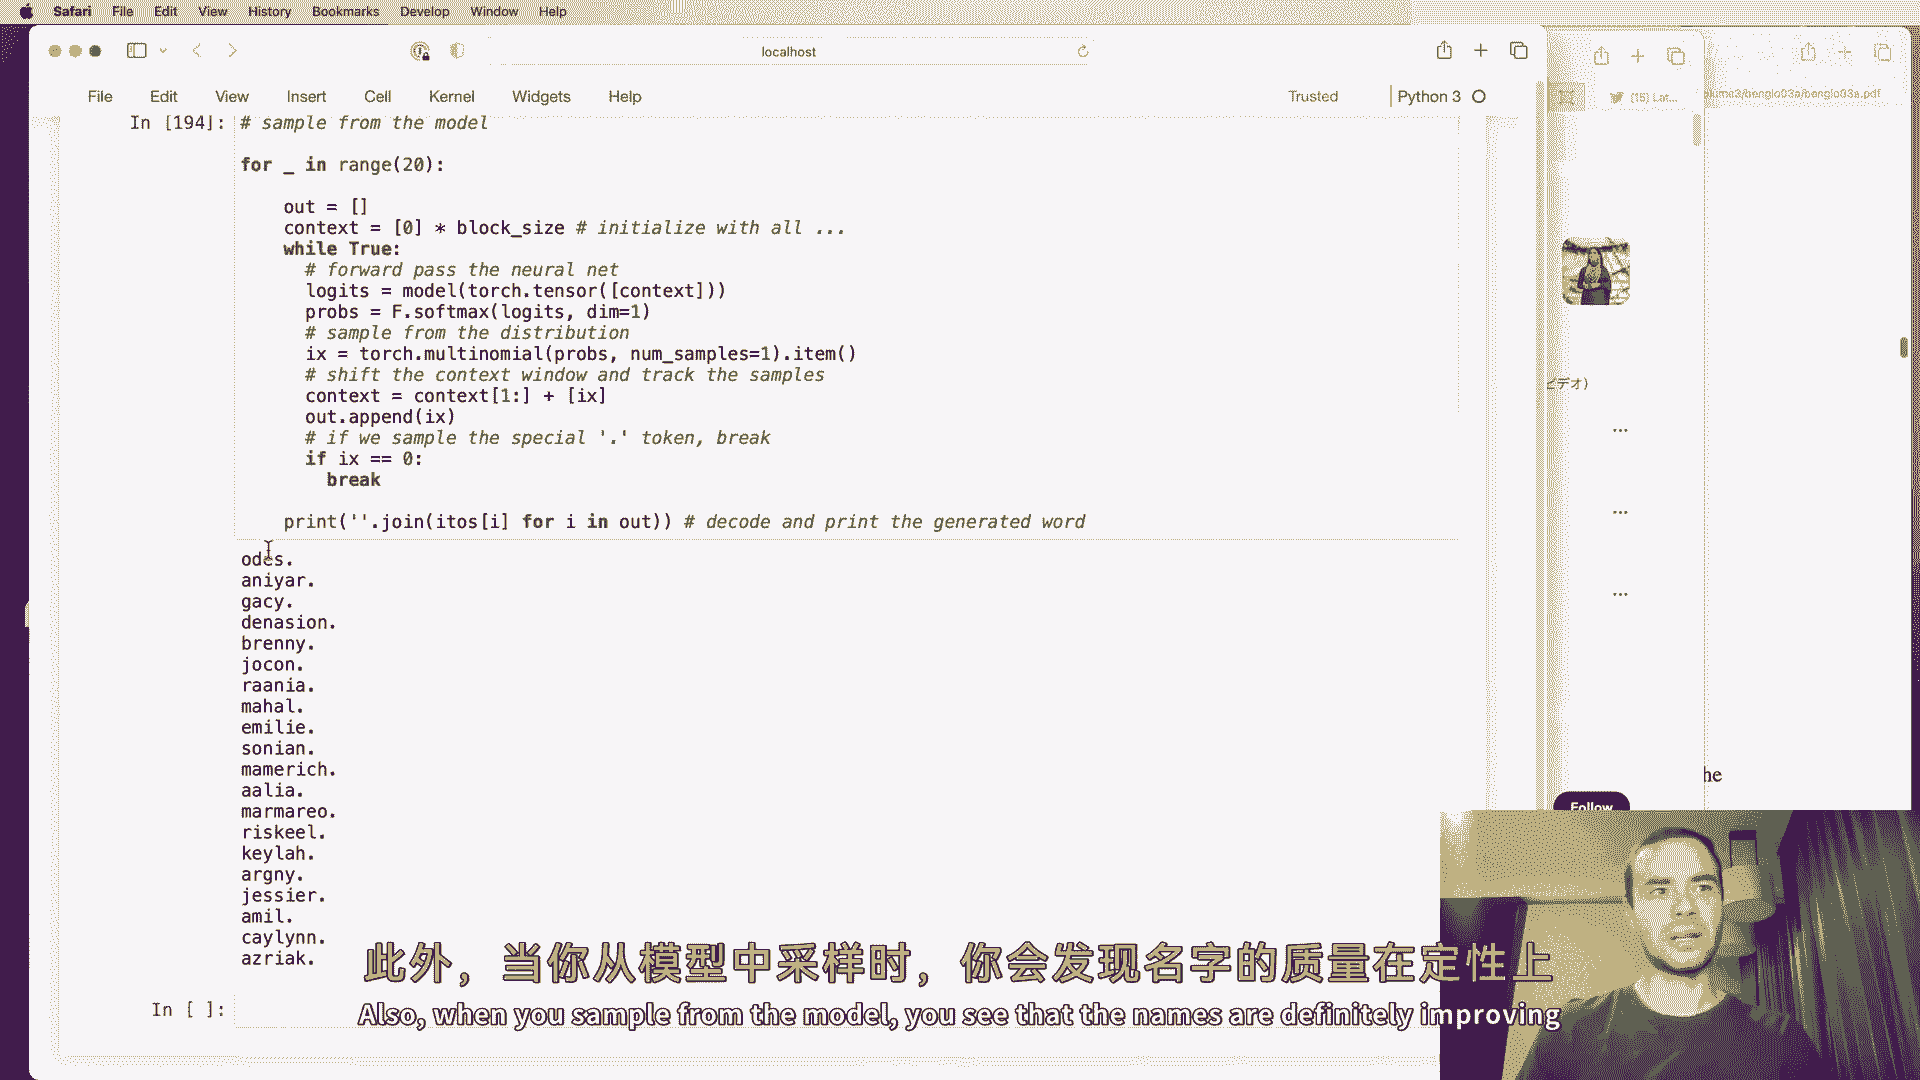 Safari File Edit View History Bookmarks Develop Window Help
localhost
File Edit View Insert Cell Kernel Widgets Help Trusted Python 3
(15) Lat...
/bengio03a/bengio03a.pdf
In [194]: # sample from the model
for _ in range(20):
out = []
context = [0] * block_size # initialize with all ...
while True:
# forward pass the neural net
logits = model(torch.tensor([context]))
probs = F.softmax(logits, dim=1)
# sample from the distribution
ix = torch.multinomial(probs, num_samples=1).item()
# shift the context window and track the samples
context = context[1:] + [ix]
out.append(ix)
# if we sample the special '.' token, break
if ix == 0:
break
print(''.join(itos[i] for i in out)) # decode and print the generated word
odes.
aniyar.
gacy.
denasion.
brenny.
jocon.
raania.
mahal.
emilie.
sonian.
mamerich.
aalia.
marmareo.
riskeel.
keylah.
argny.
jessier.
amil.
caylynn.
azriak.
In [ ]:
ビデオ)
...
...
...
he
Follow
此外，当你从模型中采样时，你会发现名字的质量在定性上
Also, when you sample from the model, you see that the names are definitely improving